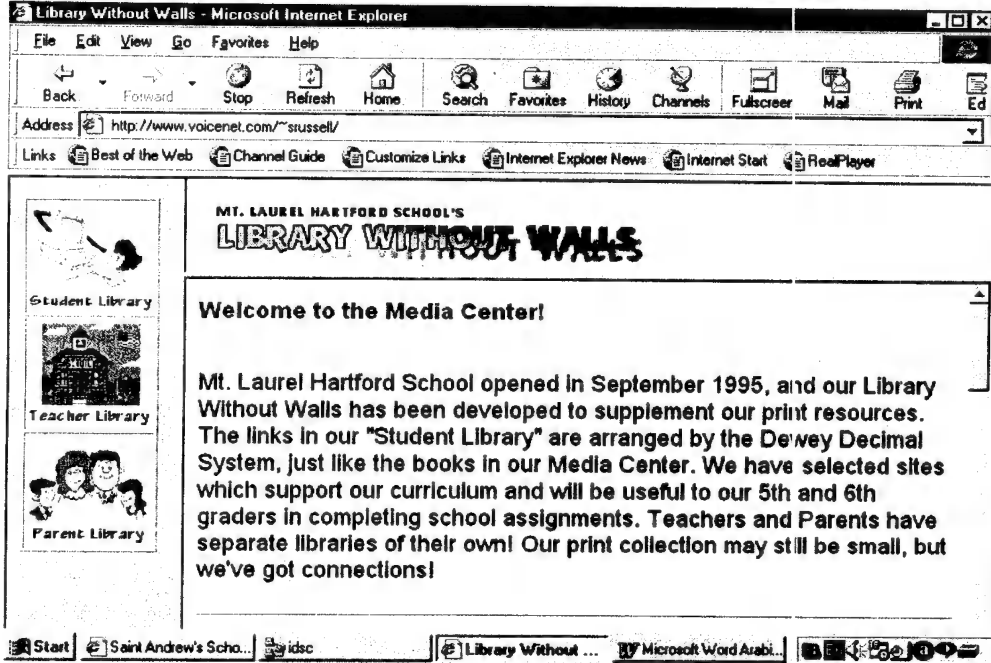 Library Without Walls - Microsoft Internet Explorer
File Edit View Go Favorites Help
Back Forward Stop Refresh Home Search Favorites History Channels Fullscreen Mail Print Ed
Address http://www.voicenet.com/~srussell/
Links Best of the Web Channel Guide Customize Links Internet Explorer News Internet Start RealPlayer
MT. LAUREL HARTFORD SCHOOL'S
LIBRARY WITHOUT WALLS
Student Library
Teacher Library
Parent Library
Welcome to the Media Center!
Mt. Laurel Hartford School opened in September 1995, and our Library
Without Walls has been developed to supplement our print resources.
The links in our "Student Library" are arranged by the Dewey Decimal
System, just like the books in our Media Center. We have selected sites
which support our curriculum and will be useful to our 5th and 6th
graders in completing school assignments. Teachers and Parents have
separate libraries of their own! Our print collection may still be small, but
we've got connections!
Start Saint Andrew's Scho... idsc Library Without ... Microsoft Word Arabi...